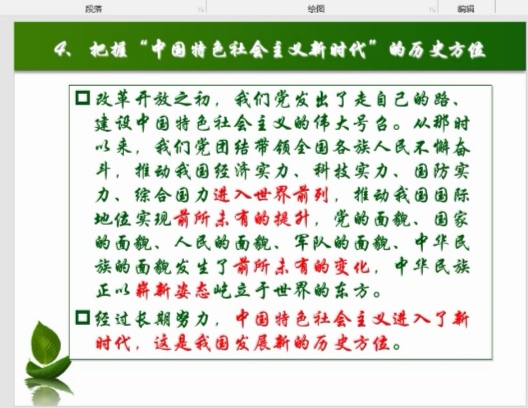 段落
绘图
编辑
4、把握“中国特色社会主义新时代”的历史方位
改革开放之初，我们党发出了走自己的路、
建设中国特色社会主义的伟大号召。从那时
以来，我们党团结带领全国各族人民不懈奋
斗，推动我国经济实力、科技实力、国防实
力、综合国力进入世界前列，推动我国国际
地位实现前所未有的提升，党的面貌、国家
的面貌、人民的面貌、军队的面貌、中华民
族的面貌发生了前所未有的变化，中华民族
正以崭新姿态屹立于世界的东方。
经过长期努力，中国特色社会主义进入了新
时代，这是我国发展新的历史方位。